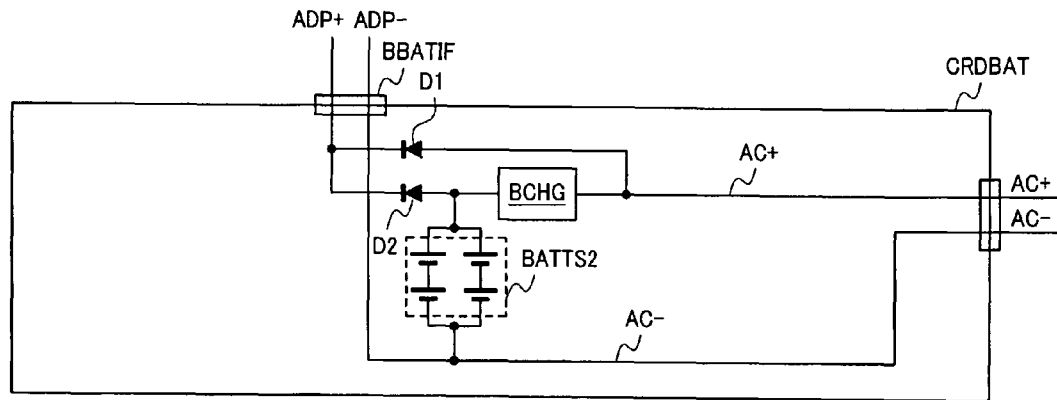 ADP+ ADP-
BBATIF
D1
CRDBAT
AC+
BCHG
AC+
AC-
D2
BATTS2
AC-